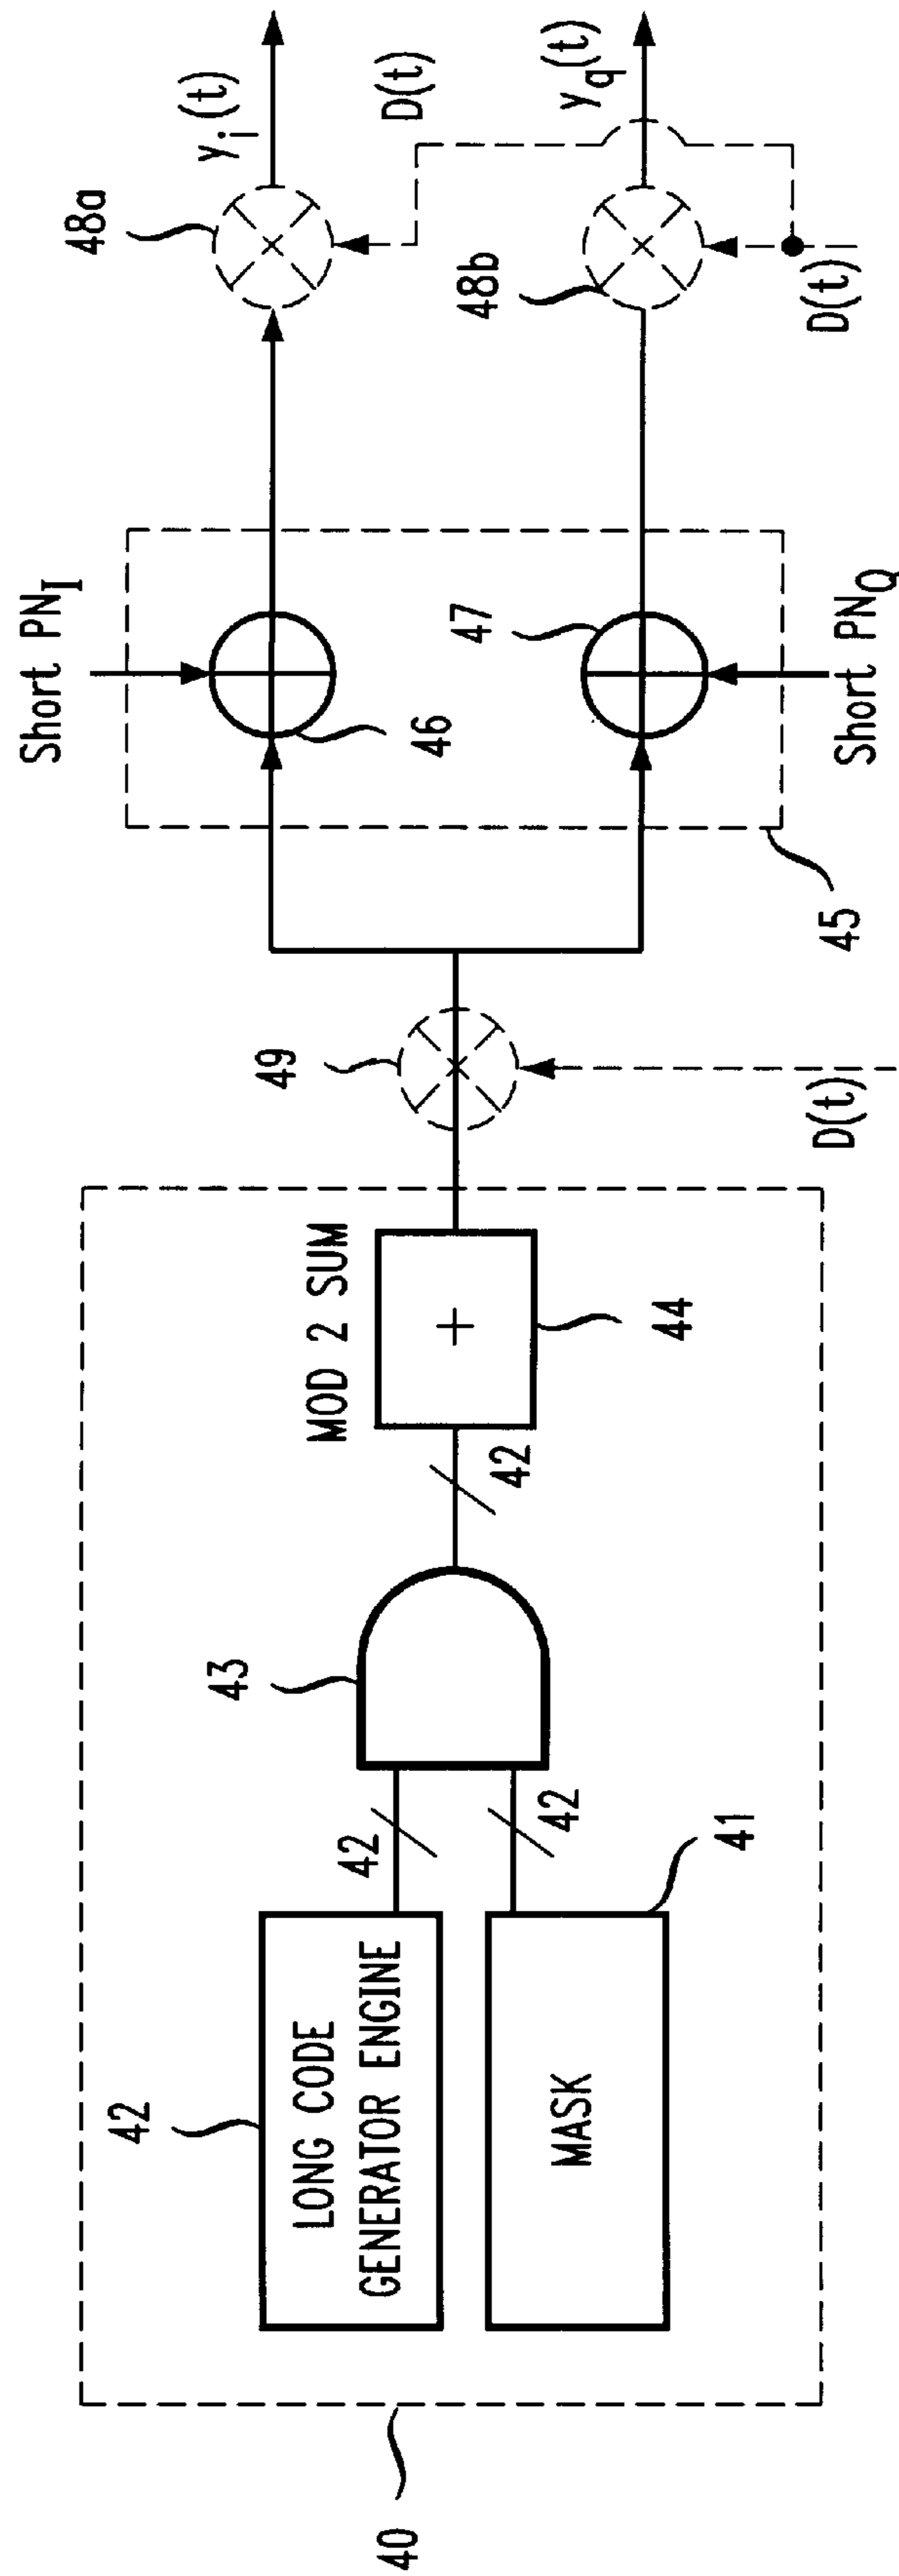 40
42
LONG CODE
GENERATOR ENGINE
MASK
41
42
42
43
42
MOD 2 SUM
+
44
49
D(t)
45
Short PN_I
46
47
Short PN_Q
48a
y_i(t)
D(t)
48b
y_q(t)
D(t)